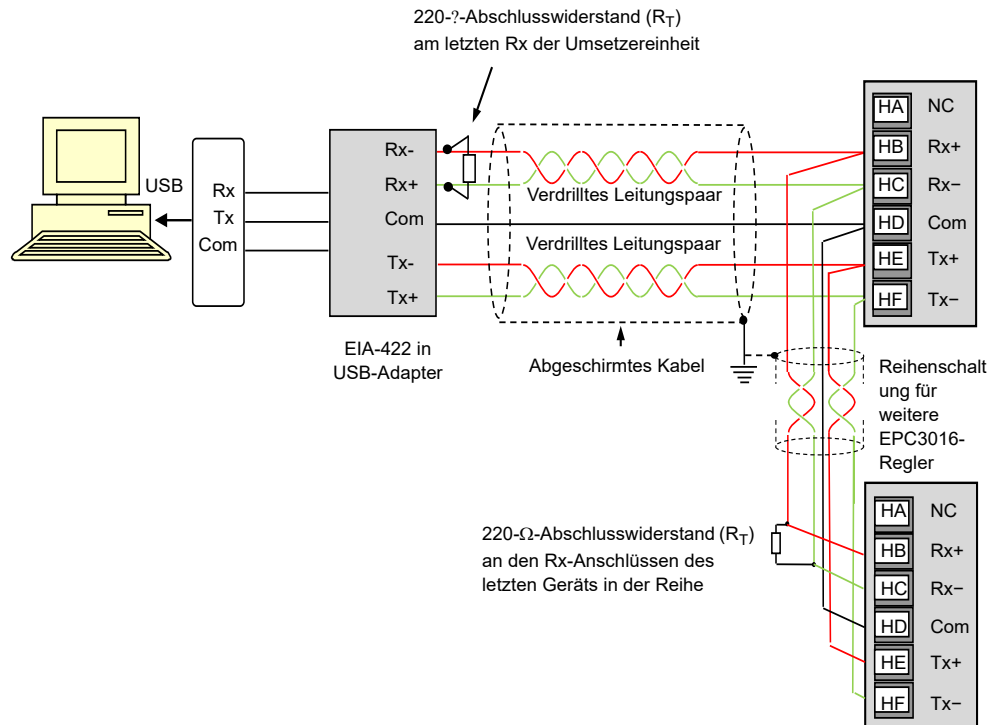 220-?-Abschlusswiderstand (RT)
am letzten Rx der Umsetzereinheit
USB
Rx
Tx
Com
Rx-
Rx+
Com
Tx-
Tx+
EIA-422 in
USB-Adapter
Verdrilltes Leitungspaar
Verdrilltes Leitungspaar
Abgeschirmtes Kabel
HA NC
HB Rx+
HC Rx−
HD Com
HE Tx+
HF Tx−
Reihenschalt
ung für
weitere
EPC3016-
Regler
220-Ω-Abschlusswiderstand (RT)
an den Rx-Anschlüssen des
letzten Geräts in der Reihe
HA NC
HB Rx+
HC Rx−
HD Com
HE Tx+
HF Tx−